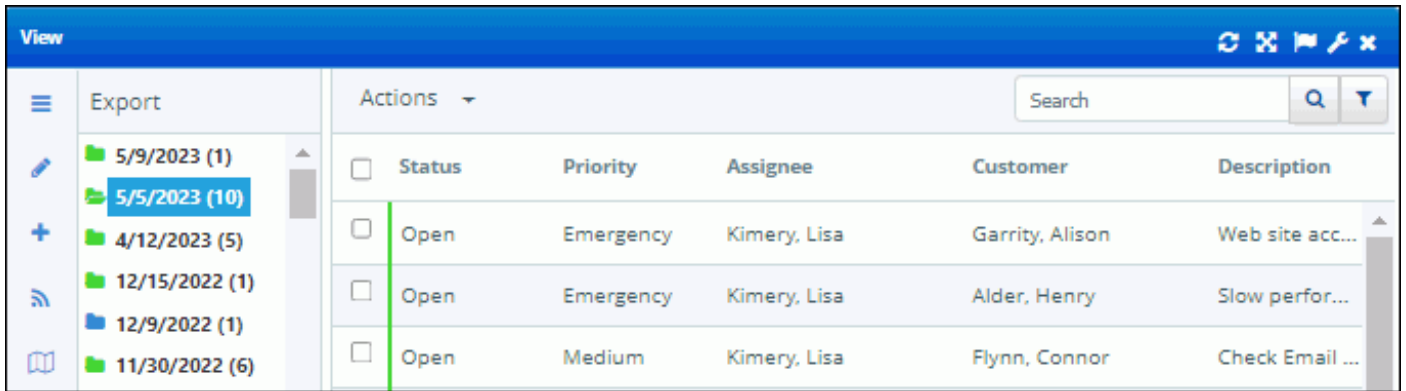 View
Export
Actions
Search
5/9/2023 (1)
5/5/2023 (10)
4/12/2023 (5)
12/15/2022 (1)
12/9/2022 (1)
11/30/2022 (6)
Status Priority Assignee Customer Description
Open Emergency Kimery, Lisa Garrity, Alison Web site acc...
Open Emergency Kimery, Lisa Alder, Henry Slow perfor...
Open Medium Kimery, Lisa Flynn, Connor Check Email ...